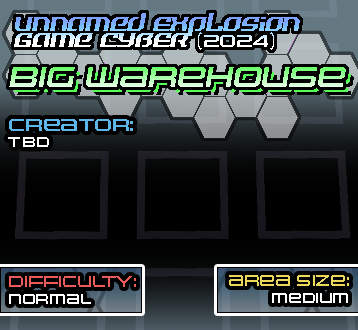 UNNAMED EXPLOSION
GAME CYBER (2024)
BIG WAREHOUSE
CREATOR:
TBD
DIFFICULTY:
NORMAL
AREA SIZE:
MEDIUM